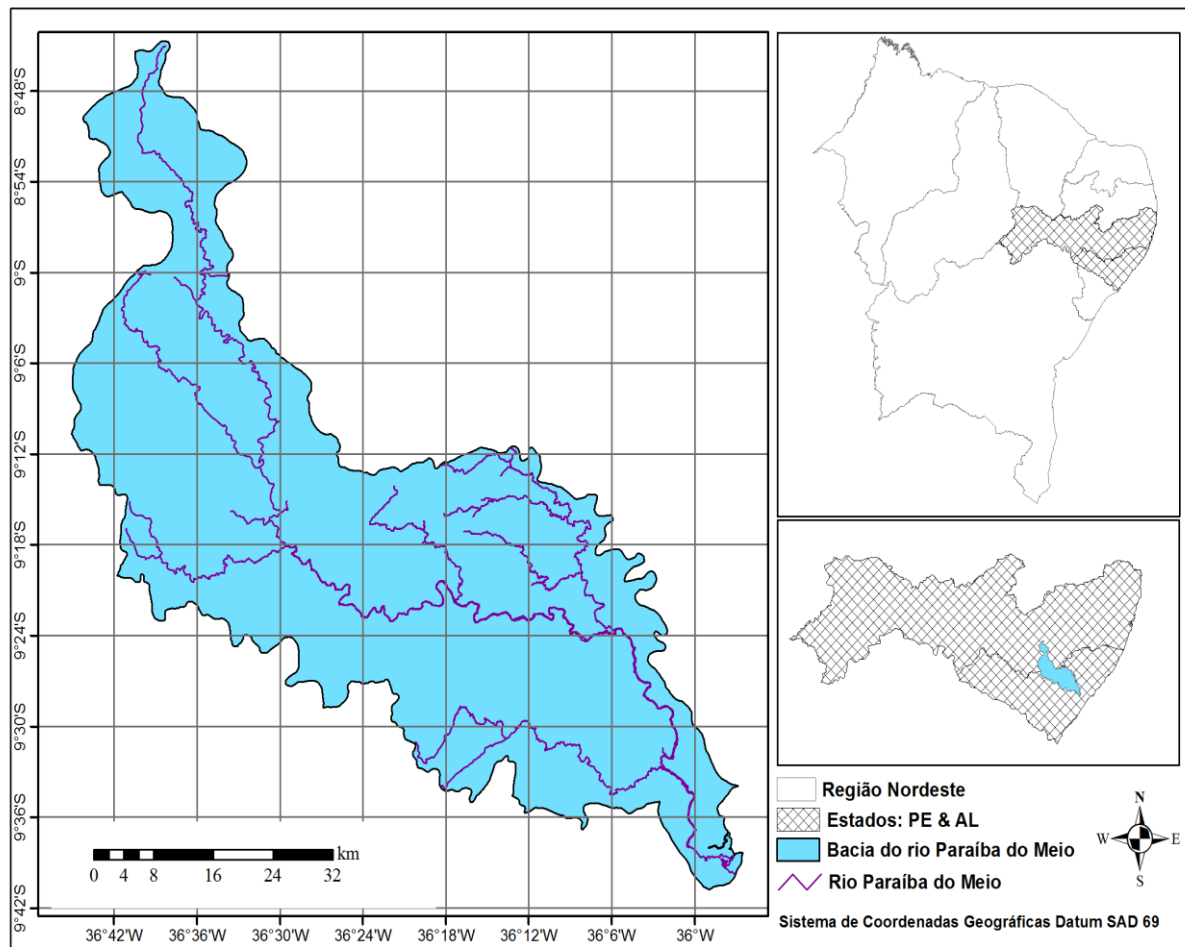 8°48'S
8°54'S
9°S
9°6'S
9°12'S
9°18'S
9°24'S
9°30'S
9°36'S
9°42'S
0 4 8 16 24 32 km
36°42'W 36°36'W 36°30'W 36°24'W 36°18'W 36°12'W 36°6'W 36°W
Região Nordeste
Estados: PE & AL
Bacia do rio Paraíba do Meio
Rio Paraíba do Meio
N
W E
S
Sistema de Coordenadas Geográficas Datum SAD 69